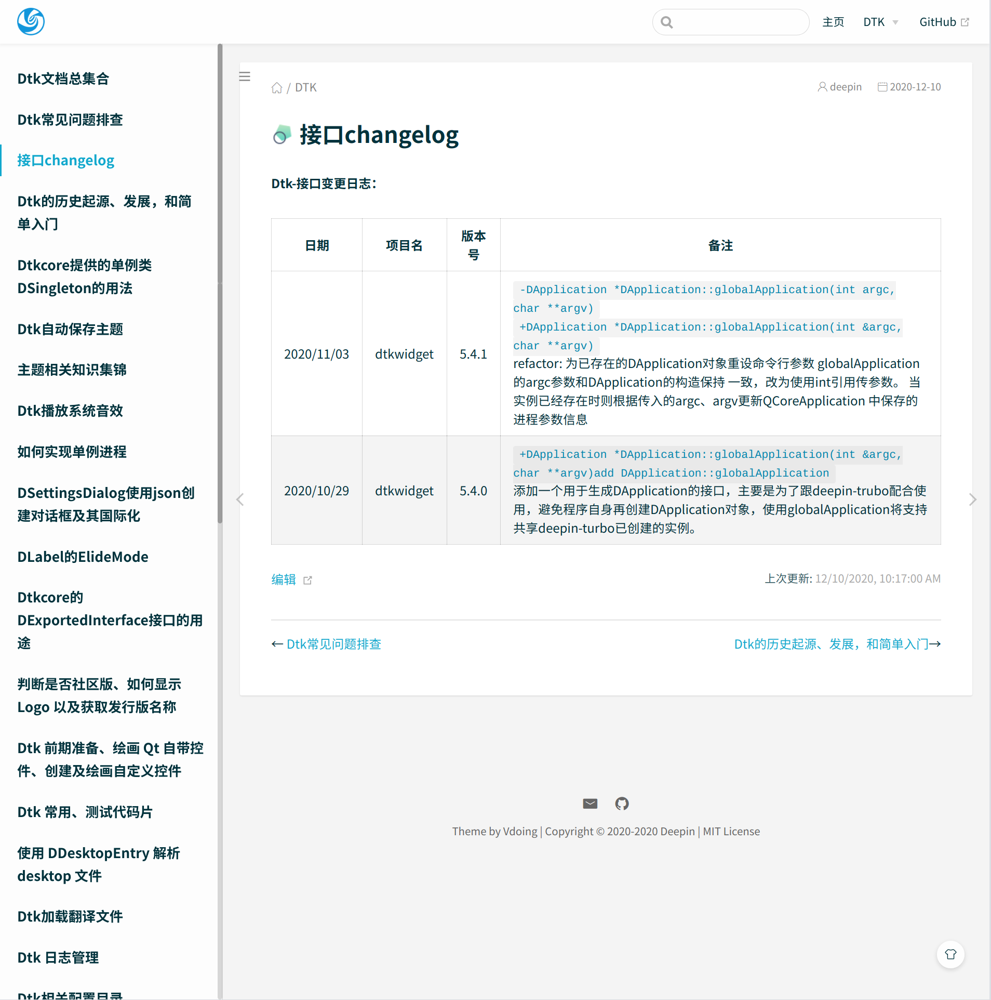 主页
DTK
GitHub
Dtk文档总集合
Dtk常见问题排查
接口changelog
Dtk的历史起源、发展，和简
单入门
Dtkcore提供的单例类
DSingleton的用法
Dtk自动保存主题
主题相关知识集锦
Dtk播放系统音效
如何实现单例进程
DSettingsDialog使用json创
建对话框及其国际化
DLabel的ElideMode
Dtkcore的
DExportedInterface接口的用
途
判断是否社区版、如何显示
Logo 以及获取发行版名称
Dtk 前期准备、绘画 Qt 自带控
件、创建及绘画自定义控件
Dtk 常用、测试代码片
使用 DDesktopEntry 解析
desktop 文件
Dtk加载翻译文件
Dtk 日志管理
Dtk相关配置目录
/ DTK
deepin
2020-12-10
接口changelog
Dtk-接口变更日志：
日期
项目名
版本
号
备注
2020/11/03
dtkwidget
5.4.1
-DApplication *DApplication::globalApplication(int argc,
char **argv)
+DApplication *DApplication::globalApplication(int &argc,
char **argv)
refactor: 为已存在的DApplication对象重设命令行参数 globalApplication
的argc参数和DApplication的构造保持 一致，改为使用int引用传参数。 当
实例已经存在时则根据传入的argc、argv更新QCoreApplication 中保存的
进程参数信息
2020/10/29
dtkwidget
5.4.0
+DApplication *DApplication::globalApplication(int &argc,
char **argv)add DApplication::globalApplication
添加一个用于生成DApplication的接口，主要是为了跟deepin-trubo配合使
用，避免程序自身再创建DApplication对象，使用globalApplication将支持
共享deepin-turbo已创建的实例。
编辑
上次更新: 12/10/2020, 10:17:00 AM
← Dtk常见问题排查
Dtk的历史起源、发展，和简单入门→
Theme by Vdoing | Copyright © 2020-2020 Deepin | MIT License